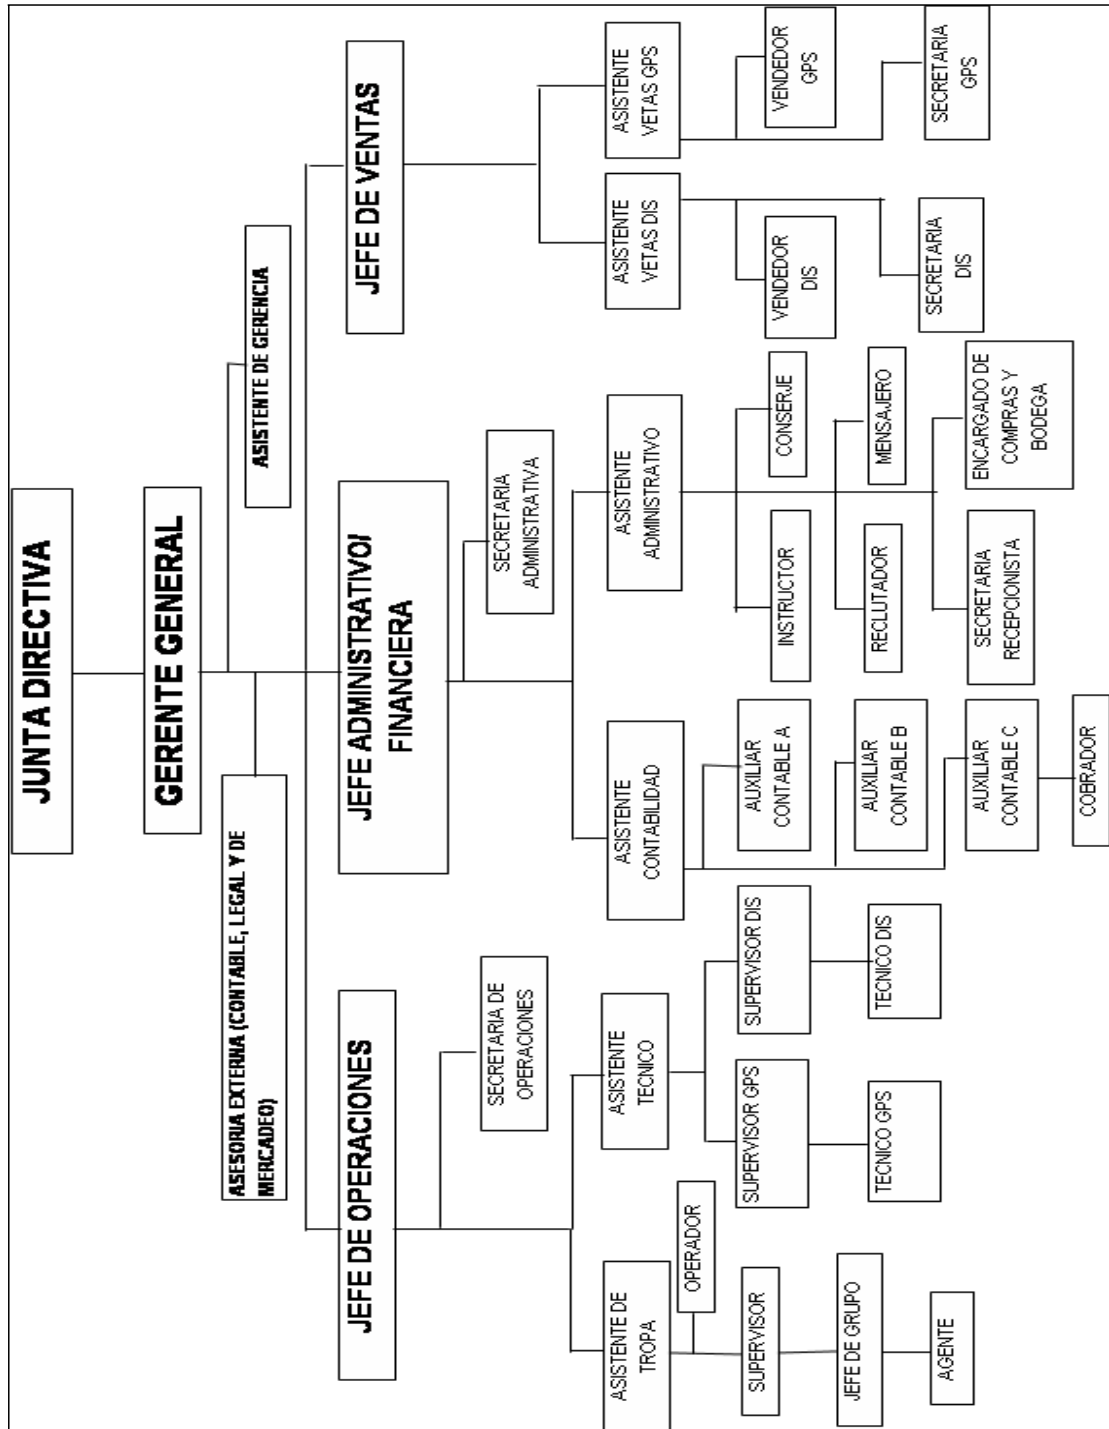 JUNTA DIRECTIVA
GERENTE GENERAL
ASESORIA EXTERNA (CONTABLE, LEGAL Y DE
MERCADEO)
ASISTENTE DE GERENCIA
JEFE DE OPERACIONES
JEFE ADMINISTRATIVO/
FINANCIERA
JEFE DE VENTAS
SECRETARIA DE
OPERACIONES
SECRETARIA
ADMINISTRATIVA
ASISTENTE DE
TROPA
ASISTENTE
TECNICO
ASISTENTE
CONTABILIDAD
ASISTENTE
ADMINISTRATIVO
ASISTENTE
VETAS DIS
ASISTENTE
VETAS GPS
OPERADOR
SUPERVISOR
SUPERVISOR GPS
SUPERVISOR DIS
AUXILIAR
CONTABLE A
INSTRUCTOR
CONSERJE
VENDEDOR
DIS
VENDEDOR
GPS
JEFE DE GRUPO
TECNICO GPS
TECNICO DIS
AUXILIAR
CONTABLE B
RECLUTADOR
MENSAJERO
SECRETARIA
DIS
SECRETARIA
GPS
AGENTE
AUXILIAR
CONTABLE C
SECRETARIA
RECEPCIONISTA
ENCARGADO DE
COMPRAS Y
BODEGA
COBRADOR